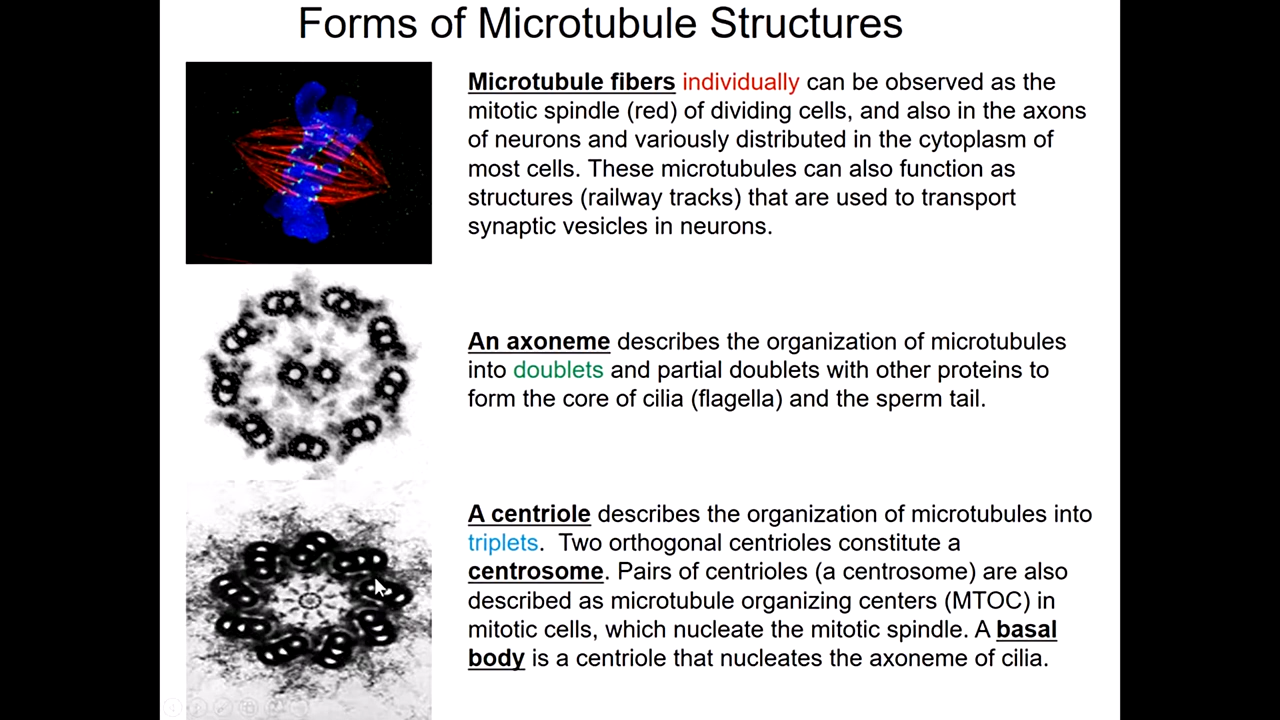 Forms of Microtubule Structures
Microtubule fibers individually can be observed as the
mitotic spindle (red) of dividing cells, and also in the axons
of neurons and variously distributed in the cytoplasm of
most cells. These microtubules can also function as
structures (railway tracks) that are used to transport
synaptic vesicles in neurons.
An axoneme describes the organization of microtubules
into doublets and partial doublets with other proteins to
form the core of cilia (flagella) and the sperm tail.
A centriole describes the organization of microtubules into
triplets. Two orthogonal centrioles constitute a
centrosome. Pairs of centrioles (a centrosome) are also
described as microtubule organizing centers (MTOC) in
mitotic cells, which nucleate the mitotic spindle. A basal
body is a centriole that nucleates the axoneme of cilia.